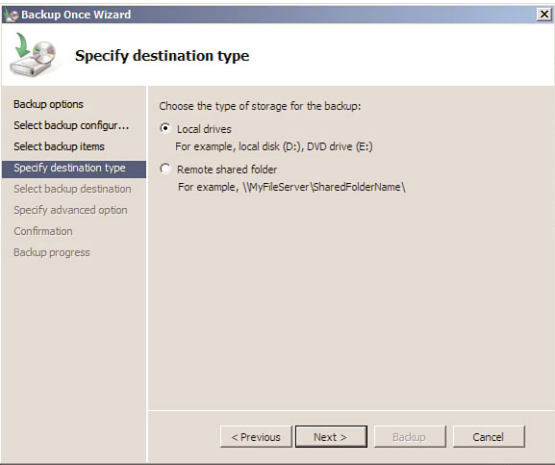 Backup Once Wizard
Specify destination type
Backup options
Select backup configur...
Select backup items
Specify destination type
Select backup destination
Specify advanced option
Confirmation
Backup progress
Choose the type of storage for the backup:
Local drives
For example, local disk (D:), DVD drive (E:)
Remote shared folder
For example, \\MyFileServer\SharedFolderName\
< Previous
Next >
Backup
Cancel